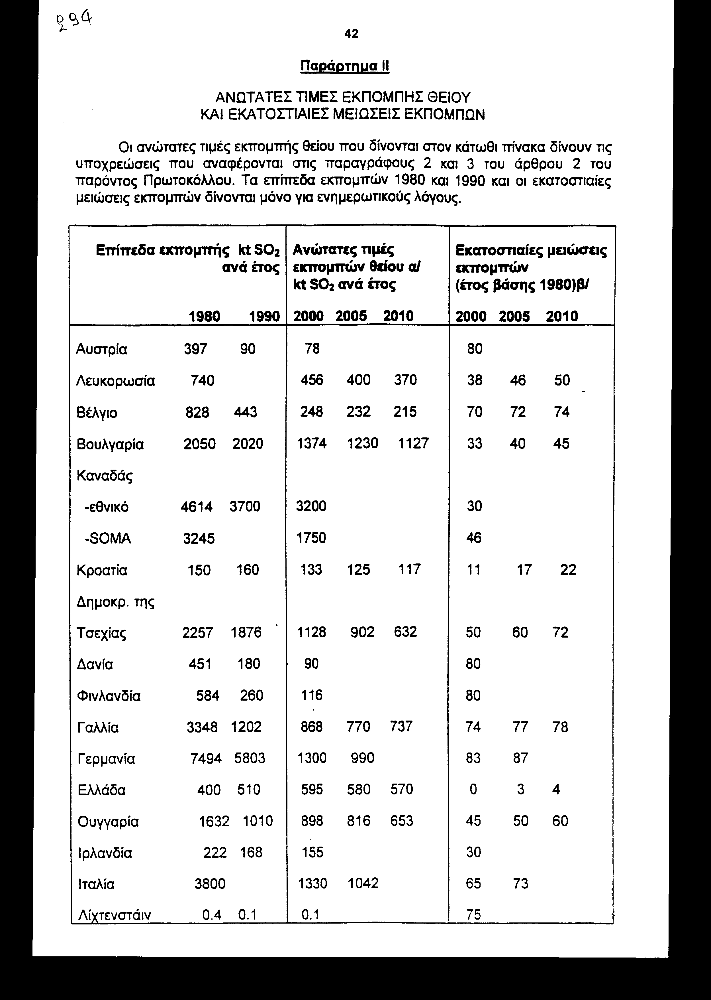 294
42
Παράρτημα ΙΙ
ΑΝΩΤΑΤΕΣ ΤΙΜΕΣ ΕΚΠΟΜΠΗΣ ΘΕΙΟΥ
ΚΑΙ ΕΚΑΤΟΣΤΙΑΙΕΣ ΜΕΙΩΣΕΙΣ ΕΚΠΟΜΠΩΝ
Οι ανώτατες τιμές εκπομπής θείου που δίνονται στον κάτωθι πίνακα δίνουν τις
υποχρεώσεις που αναφέρονται στις παραγράφους 2 και 3 του άρθρου 2 του
παρόντος Πρωτοκόλλου. Τα επίπεδα εκπομπών 1980 και 1990 και οι εκατοστιαίες
μειώσεις εκπομπών δίνονται μόνο για ενημερωτικούς λόγους.
Επίπεδα εκπομπής kt SO₂ Ανώτατες τιμές Εκατοστιαίες μειώσεις
ανά έτος εκπομπών θείου α/ εκπομπών
kt SO₂ ανά έτος (έτος βάσης 1980)β/
1980 1990 2000 2005 2010 2000 2005 2010
Αυστρία 397 90 78 80
Λευκορωσία 740 456 400 370 38 46 50
Βέλγιο 828 443 248 232 215 70 72 74
Βουλγαρία 2050 2020 1374 1230 1127 33 40 45
Καναδάς
-εθνικό 4614 3700 3200 30
-SOMA 3245 1750 46
Κροατία 150 160 133 125 117 11 17 22
Δημοκρ. της
Τσεχίας 2257 1876 1128 902 632 50 60 72
Δανία 451 180 90 80
Φινλανδία 584 260 116 80
Γαλλία 3348 1202 868 770 737 74 77 78
Γερμανία 7494 5803 1300 990 83 87
Ελλάδα 400 510 595 580 570 0 3 4
Ουγγαρία 1632 1010 898 816 653 45 50 60
Ιρλανδία 222 168 155 30
Ιταλία 3800 1330 1042 65 73
Λίχτενστάιν 0.4 0.1 0.1 75